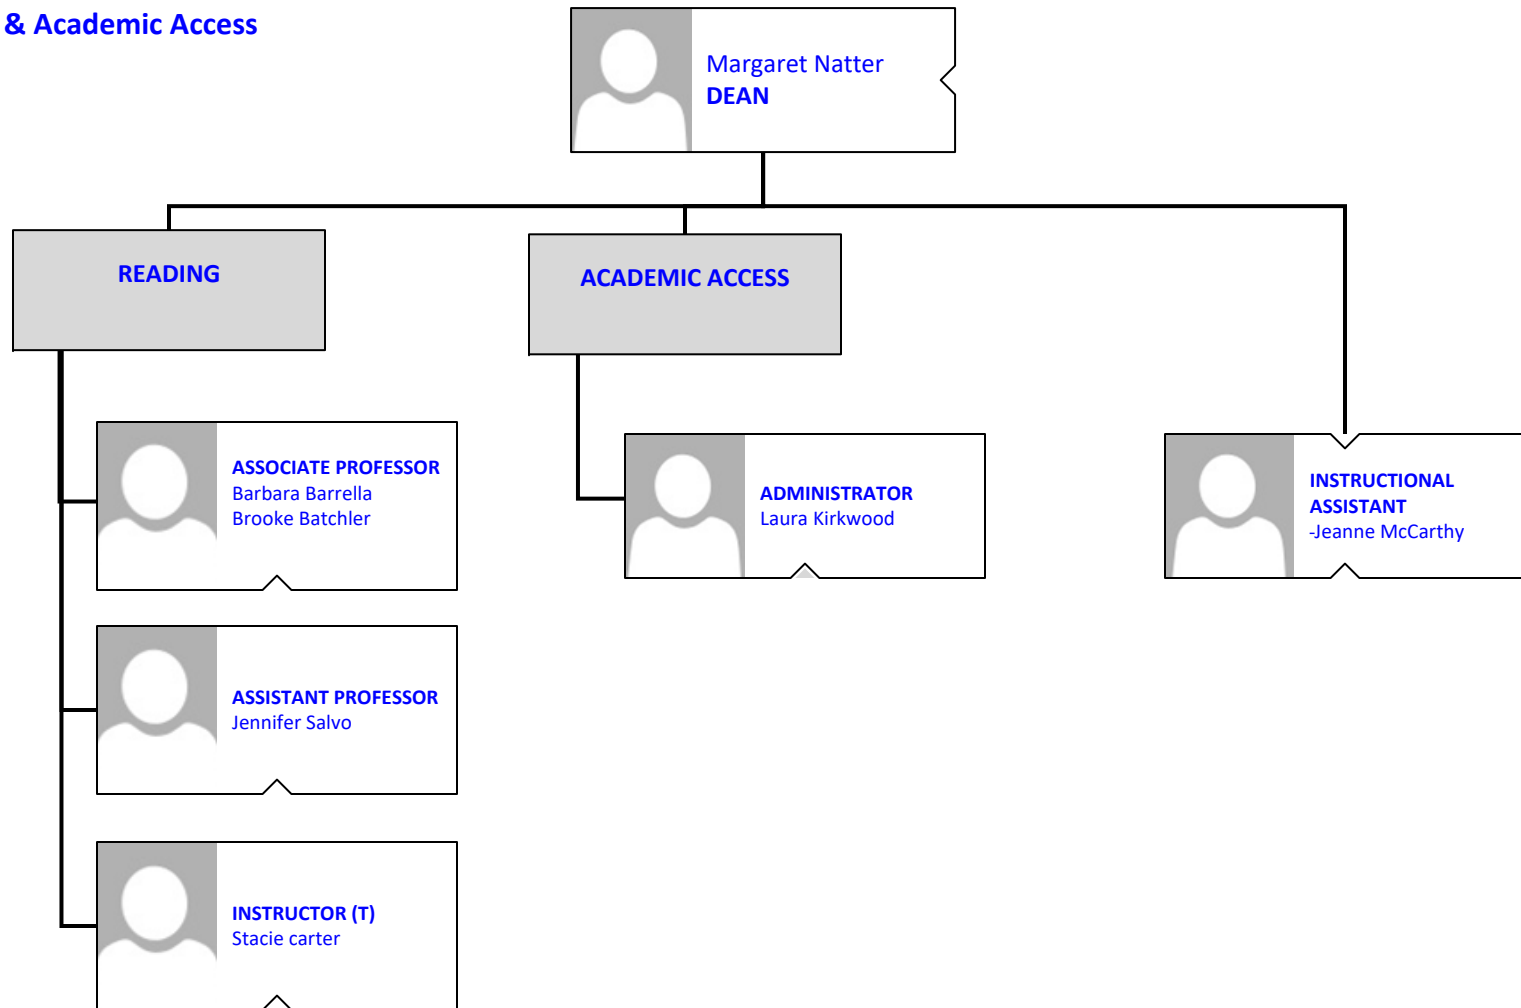 & Academic Access
Margaret Natter
DEAN
READING
ACADEMIC ACCESS
ASSOCIATE PROFESSOR
Barbara Barrella
Brooke Batchler
ADMINISTRATOR
Laura Kirkwood
INSTRUCTIONAL
ASSISTANT
-Jeanne McCarthy
ASSISTANT PROFESSOR
Jennifer Salvo
INSTRUCTOR (T)
Stacie carter